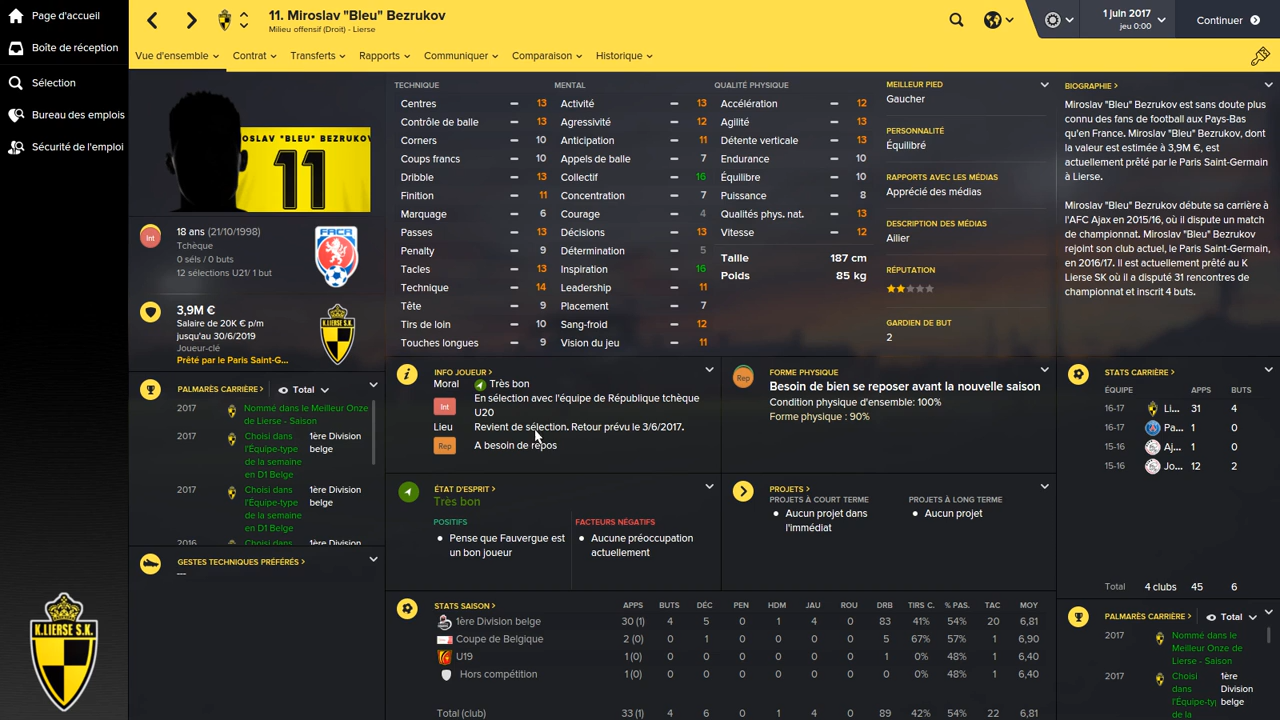 Page d'accueil
Boîte de réception
Sélection
Bureau des emplois
Sécurité de l'emploi
11. Miroslav "Bleu" Bezrukov
Milieu offensif (Droit) - Lierse
1 juin 2017
jeu 0:00
Continuer
Vue d'ensemble
Contrat
Transferts
Rapports
Communiquer
Comparaison
Historique
OSLAV "BLEU" BEZRUKOV
11
Int
18 ans (21/10/1998)
Tchèque
0 séls / 0 buts
12 sélections U21/ 1 but
FACR
3,9M €
Salaire de 20K € p/m
jusqu'au 30/6/2019
Joueur-clé
Prêté par le Paris Saint-G...
K.LIERSE S.K.
PALMARÈS CARRIÈRE >
Total
2017 Nommé dans le Meilleur Onze
de Lierse - Saison
2017 Choisi dans 1ère Division
l'Équipe-type belge
de la semaine
en D1 Belge
2017 Choisi dans 1ère Division
l'Équipe-type belge
de la semaine
en D1 Belge
2016 Choisi dans 1ère Division
GESTES TECHNIQUES PRÉFÉRÉS >
—
K.LIERSE S.K.
TECHNIQUE
Centres – 13
Contrôle de balle – 13
Corners – 10
Coups francs – 10
Dribble – 13
Finition – 11
Marquage – 6
Passes – 13
Penalty – 9
Tacles – 13
Technique – 14
Tête – 9
Tirs de loin – 10
Touches longues – 9
MENTAL
Activité – 13
Agressivité – 12
Anticipation – 11
Appels de balle – 7
Collectif – 16
Concentration – 7
Courage – 4
Décisions – 13
Détermination – 5
Inspiration – 16
Leadership – 11
Placement – 7
Sang-froid – 12
Vision du jeu – 11
QUALITÉ PHYSIQUE
Accélération – 12
Agilité – 13
Détente verticale – 13
Endurance – 10
Équilibre – 10
Puissance – 8
Qualités phys. nat. – 13
Vitesse – 12
Taille 187 cm
Poids 85 kg
MEILLEUR PIED
Gaucher
PERSONNALITÉ
Équilibré
RAPPORTS AVEC LES MÉDIAS
Apprécié des médias
DESCRIPTION DES MÉDIAS
Ailier
RÉPUTATION
GARDIEN DE BUT
2
BIOGRAPHIE >
Miroslav "Bleu" Bezrukov est sans doute plus
connu des fans de football aux Pays-Bas
qu'en France. Miroslav "Bleu" Bezrukov, dont
la valeur est estimée à 3,9M €, est
actuellement prêté par le Paris Saint-Germain
à Lierse.
Miroslav "Bleu" Bezrukov débute sa carrière à
l'AFC Ajax en 2015/16, où il dispute un match
de championnat. Miroslav "Bleu" Bezrukov
rejoint son club actuel, le Paris Saint-Germain,
en 2016/17. Il est actuellement prêté au K
Lierse SK où il a disputé 31 rencontres de
championnat et inscrit 4 buts.
INFO JOUEUR >
Moral Très bon
Int En sélection avec l'équipe de République tchèque
U20
Lieu Revient de sélection. Retour prévu le 3/6/2017.
Rep A besoin de repos
Rep
FORME PHYSIQUE >
Besoin de bien se reposer avant la nouvelle saison
Condition physique d'ensemble: 100%
Forme physique : 90%
ÉTAT D'ESPRIT >
Très bon
POSITIFS
Pense que Fauvergue est
un bon joueur
FACTEURS NÉGATIFS
Aucune préoccupation
actuellement
PROJETS >
PROJETS À COURT TERME
Aucun projet dans
l'immédiat
PROJETS À LONG TERME
Aucun projet
STATS SAISON > APPS BUTS DÉC PEN HDM JAU ROU DRB TIRS C. % PAS. TAC MOY
1ère Division belge 30 (1) 4 5 0 1 4 0 83 41% 54% 20 6,81
Coupe de Belgique 2 (0) 0 1 0 0 0 0 5 67% 57% 1 6,90
U19 1 (0) 0 0 0 0 0 0 1 0% 48% 1 6,40
Hors compétition 1 (0) 0 0 0 0 0 0 0 0% 48% 1 6,40
Total (club) 33 (1) 4 6 0 1 4 0 89 42% 54% 22 6,81
STATS CARRIÈRE >
ÉQUIPE APPS BUTS
16-17 Li... 31 4
16-17 Pa... 1 0
15-16 Aj... 1 0
15-16 Jo... 12 2
Total 4 clubs 45 6
PALMARÈS CARRIÈRE >
Total
2017 Nommé dans le
Meilleur Onze de
Lierse - Saison
2017 Choisi 1ère
dans Division
l'Équipe-typ belge
de la